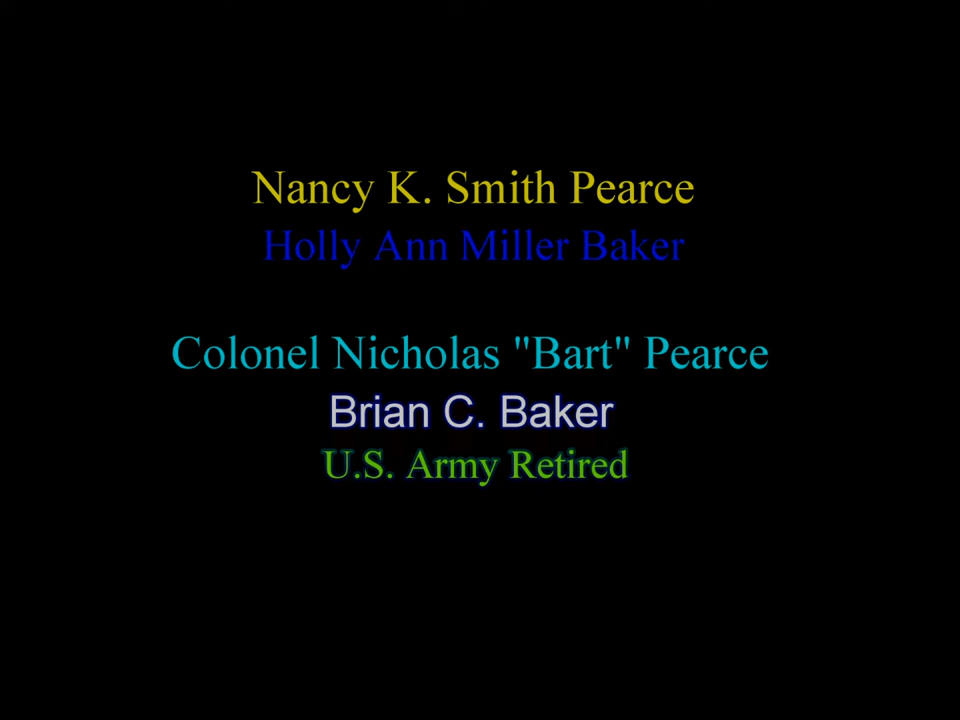 Nancy K. Smith Pearce
Holly Ann Miller Baker
Colonel Nicholas "Bart" Pearce
Brian C. Baker
U.S. Army Retired